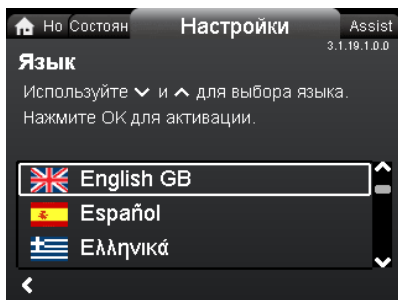 Но Состоян Настройки Assist
3.1.19.1.0.0
Язык
Используйте и для выбора языка.
Нажмите OK для активации.
English GB
Español
Ελληνικά